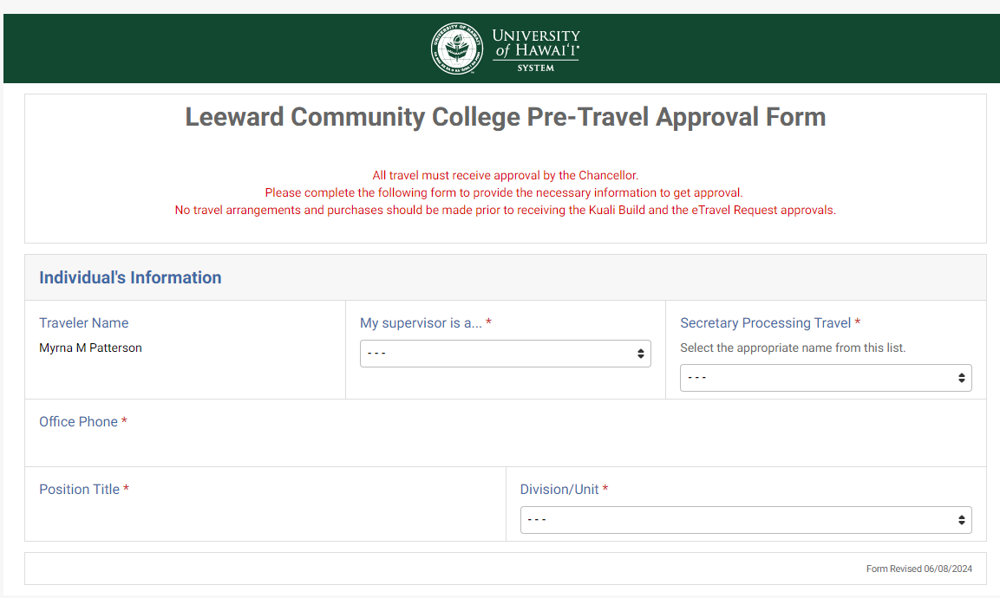 UNIVERSITY
of HAWAIʻI®
SYSTEM
Leeward Community College Pre-Travel Approval Form
All travel must receive approval by the Chancellor.
Please complete the following form to provide the necessary information to get approval.
No travel arrangements and purchases should be made prior to receiving the Kuali Build and the eTravel Request approvals.
Individual's Information
Traveler Name
Myrna M Patterson
My supervisor is a... *
- - -
Secretary Processing Travel *
Select the appropriate name from this list.
- - -
Office Phone *
Position Title *
Division/Unit *
- - -
Form Revised 06/08/2024